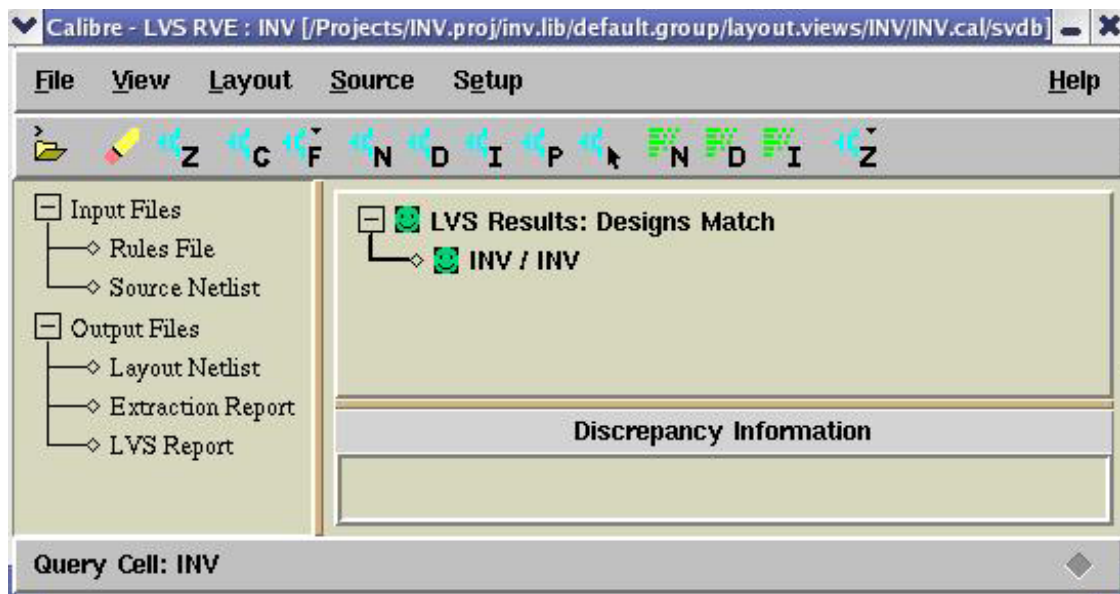 Calibre - LVS RVE : INV [/Projects/INV.proj/inv.lib/default.group/layout.views/INV/INV.cal/svdb]
File View Layout Source Setup Help
Z C F N D I P N D I Z
Input Files
Rules File
Source Netlist
Output Files
Layout Netlist
Extraction Report
LVS Report
LVS Results: Designs Match
INV / INV
Discrepancy Information
Query Cell: INV